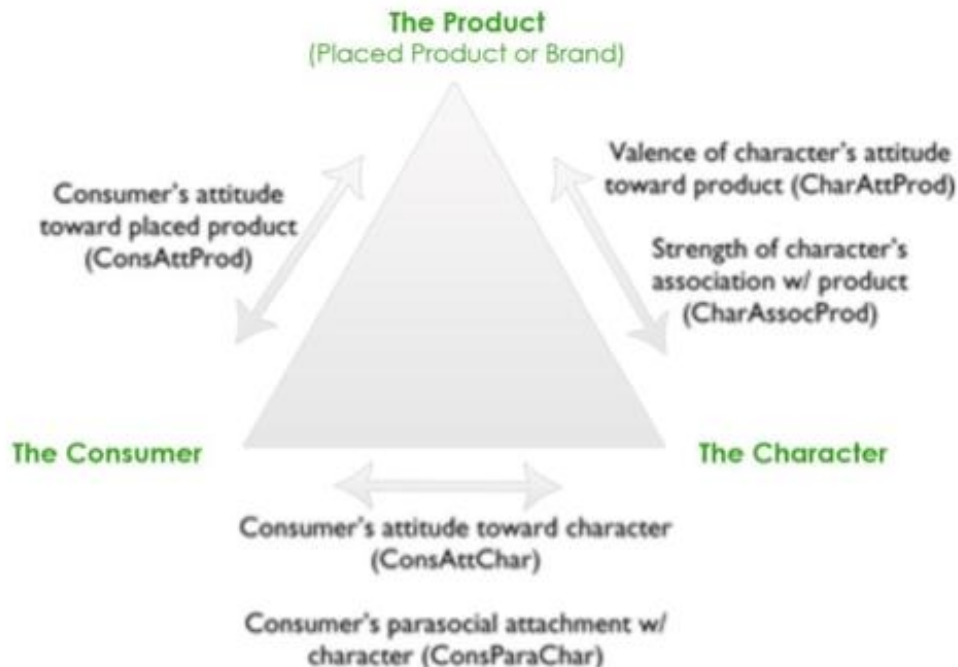 The Product
(Placed Product or Brand)
Consumer's attitude
toward placed product
(ConsAttProd)
Valence of character's attitude
toward product (CharAttProd)
Strength of character's
association w/ product
(CharAssocProd)
The Consumer
The Character
Consumer's attitude toward character
(ConsAttChar)
Consumer's parasocial attachment w/
character (ConsParaChar)